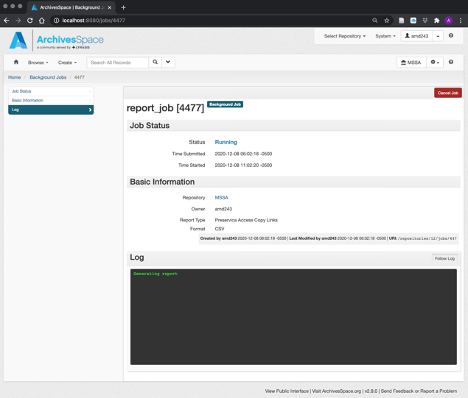 ArchivesSpace | Background J
localhost:8080/jobs/4477
ArchivesSpace
a community served by LYRASIS
Select Repository
System
amd243
Browse
Create
Search All Records
MSSA
Home / Background Jobs / 4477
Job Status
Basic Information
Log
Cancel Job
report_job [4477] Background Job
Job Status
Status Running
Time Submitted 2020-12-08 06:02:18 -0500
Time Started 2020-12-08 11:02:20 -0500
Basic Information
Repository MSSA
Owner amd243
Report Type Preservica Access Copy Links
Format CSV
Created by amd243 2020-12-08 06:02:19 -0500 | Last Modified by amd243 2020-12-08 06:02:18 -0500 | URI: /repositories/12/jobs/447
Log
Follow Log
Generating report
View Public Interface | Visit ArchivesSpace.org | v2.8.0 | Send Feedback or Report a Problem